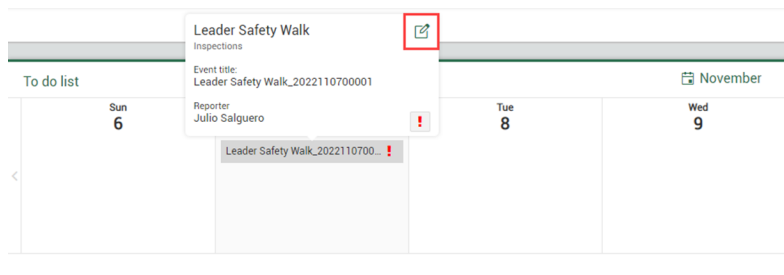 Leader Safety Walk
Inspections
Event title:
Leader Safety Walk_2022110700001
Reporter
Julio Salguero
To do list
November
Sun
6
Tue
8
Wed
9
Leader Safety Walk_2022110700...